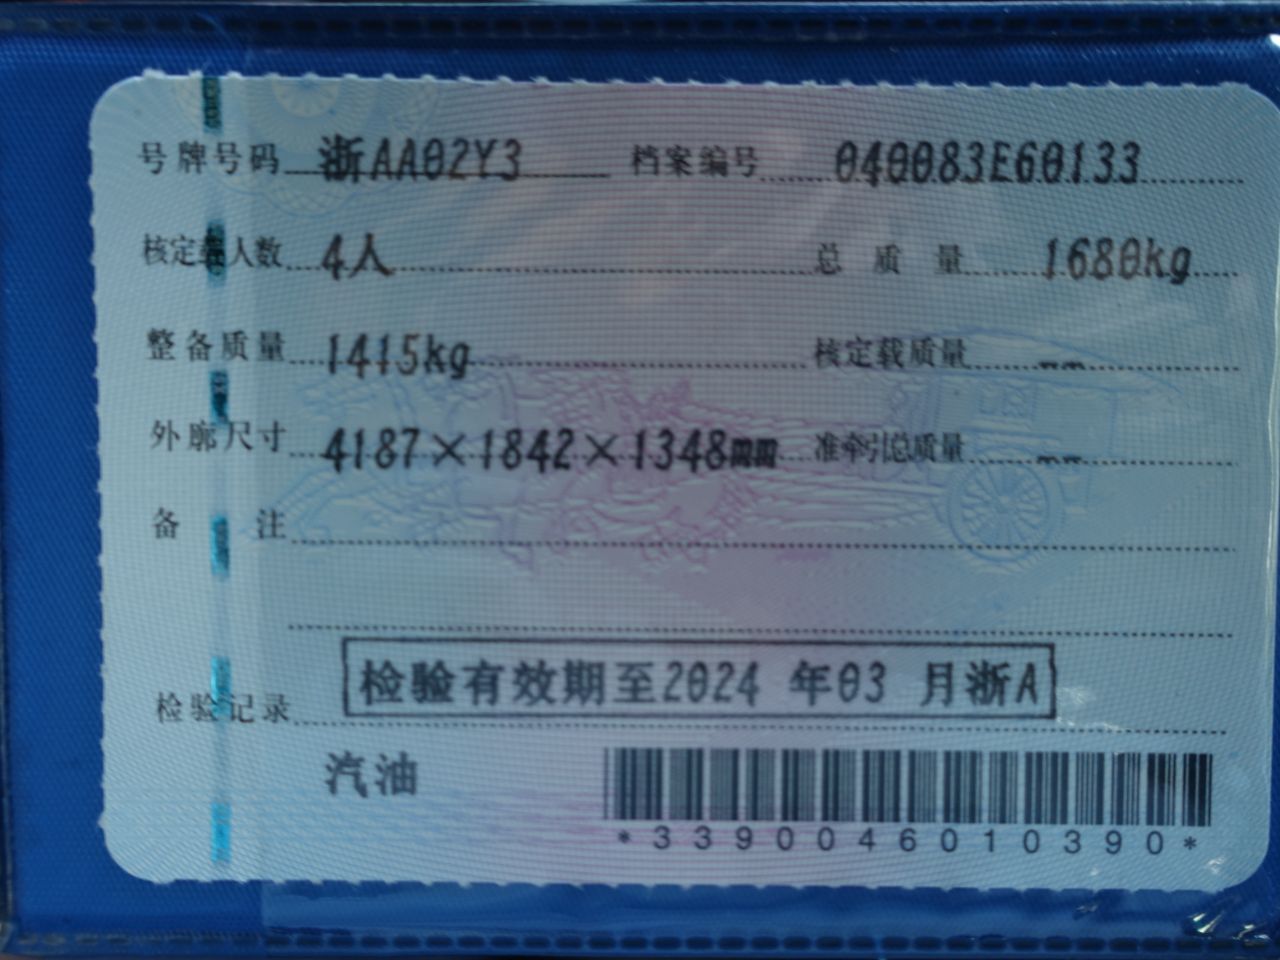 号牌号码 浙AA02Y3 档案编号 040083E60133
核定载人数 4人 总质量 1680kg
整备质量 1415kg 核定载质量 --
外廓尺寸 4187×1842×1348mm 准牵引总质量 --
备注
检验记录 检验有效期至2024 年03 月浙A
汽油
*3390046010390*